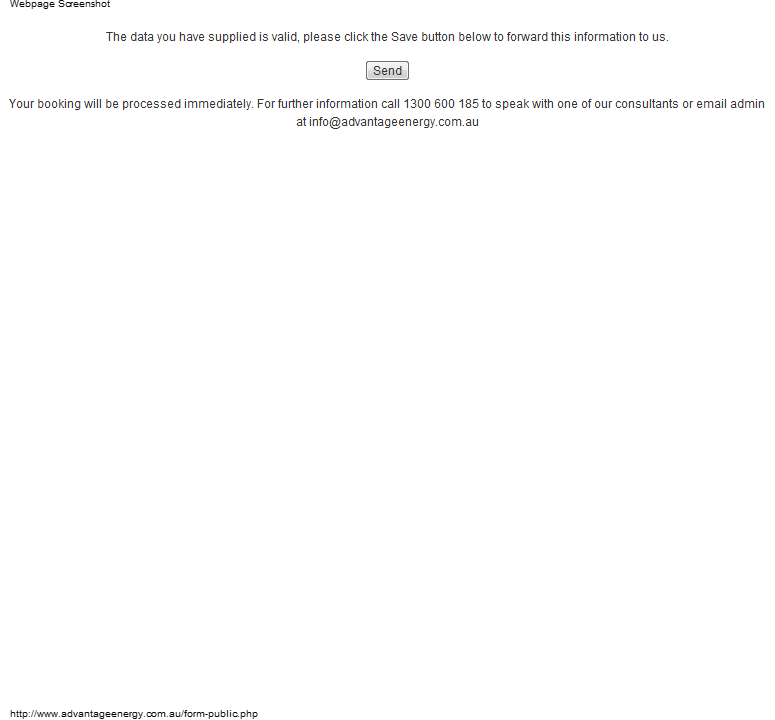 Webpage Screenshot
The data you have supplied is valid, please click the Save button below to forward this information to us.
Send
Your booking will be processed immediately. For further information call 1300 600 185 to speak with one of our consultants or email admin
at info@advantageenergy.com.au
http://www.advantageenergy.com.au/form-public.php